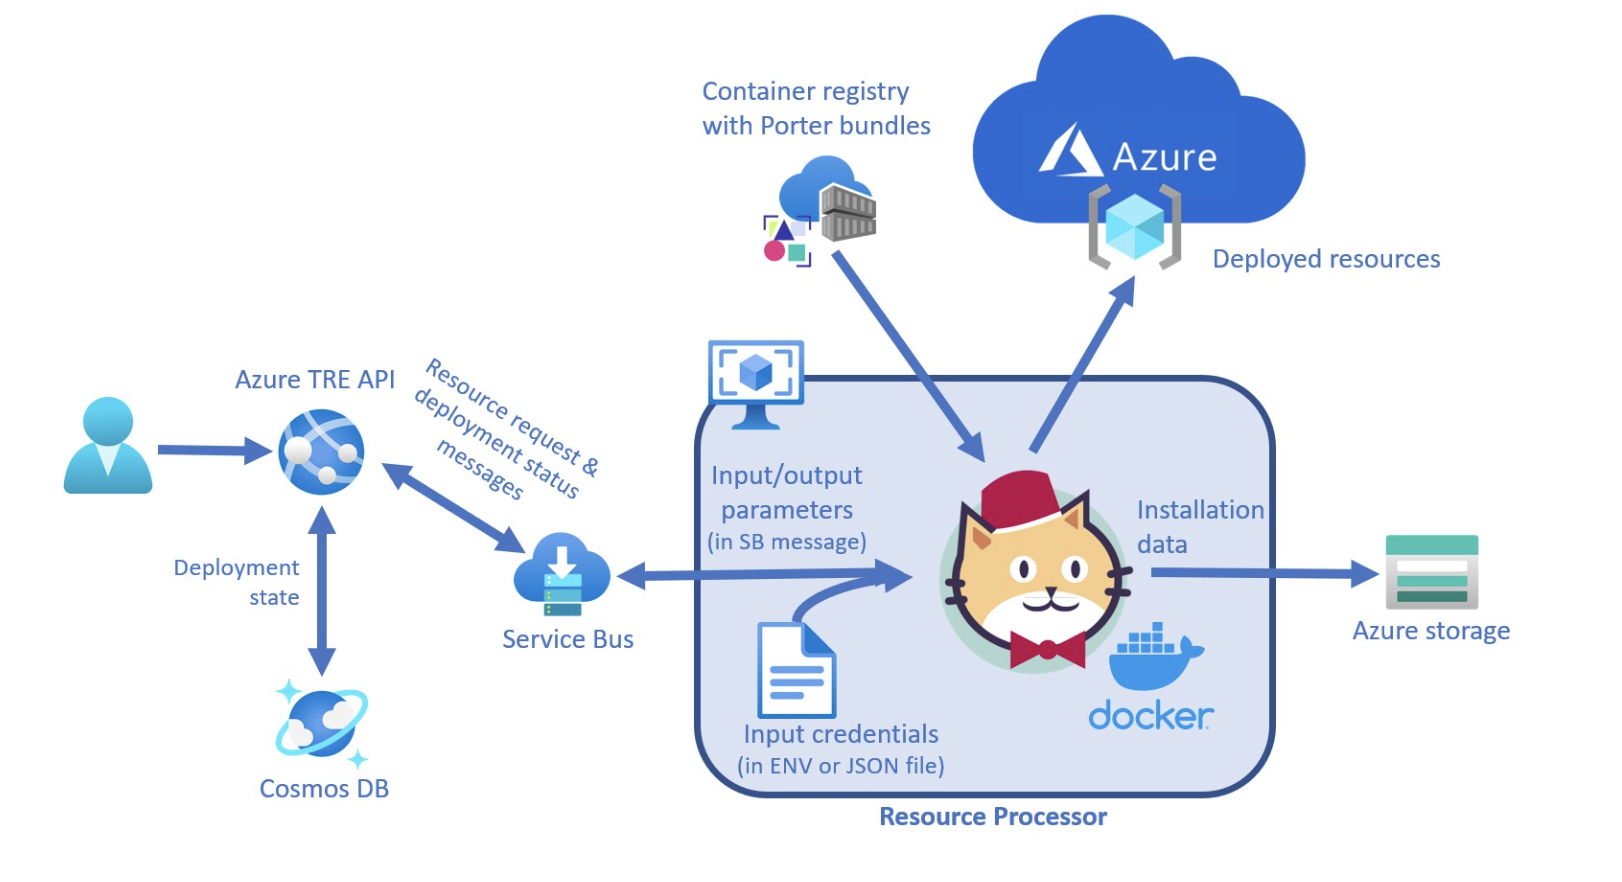 Container registry
with Porter bundles
Azure
Deployed resources
Azure TRE API
Resource request &
deployment status
messages
Input/output
parameters
(in SB message)
Installation
data
Deployment
state
Service Bus
Azure storage
docker
Input credentials
(in ENV or JSON file)
Cosmos DB
Resource Processor